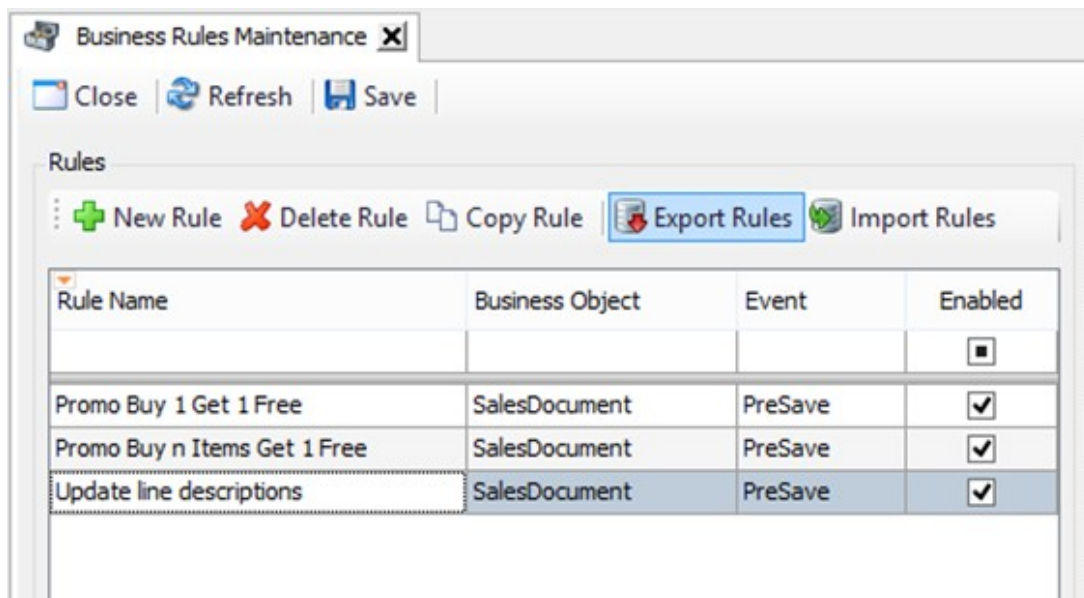 Business Rules Maintenance
Close Refresh Save
Rules
New Rule Delete Rule Copy Rule Export Rules Import Rules
Rule Name Business Object Event Enabled
Promo Buy 1 Get 1 Free SalesDocument PreSave
Promo Buy n Items Get 1 Free SalesDocument PreSave
Update line descriptions SalesDocument PreSave